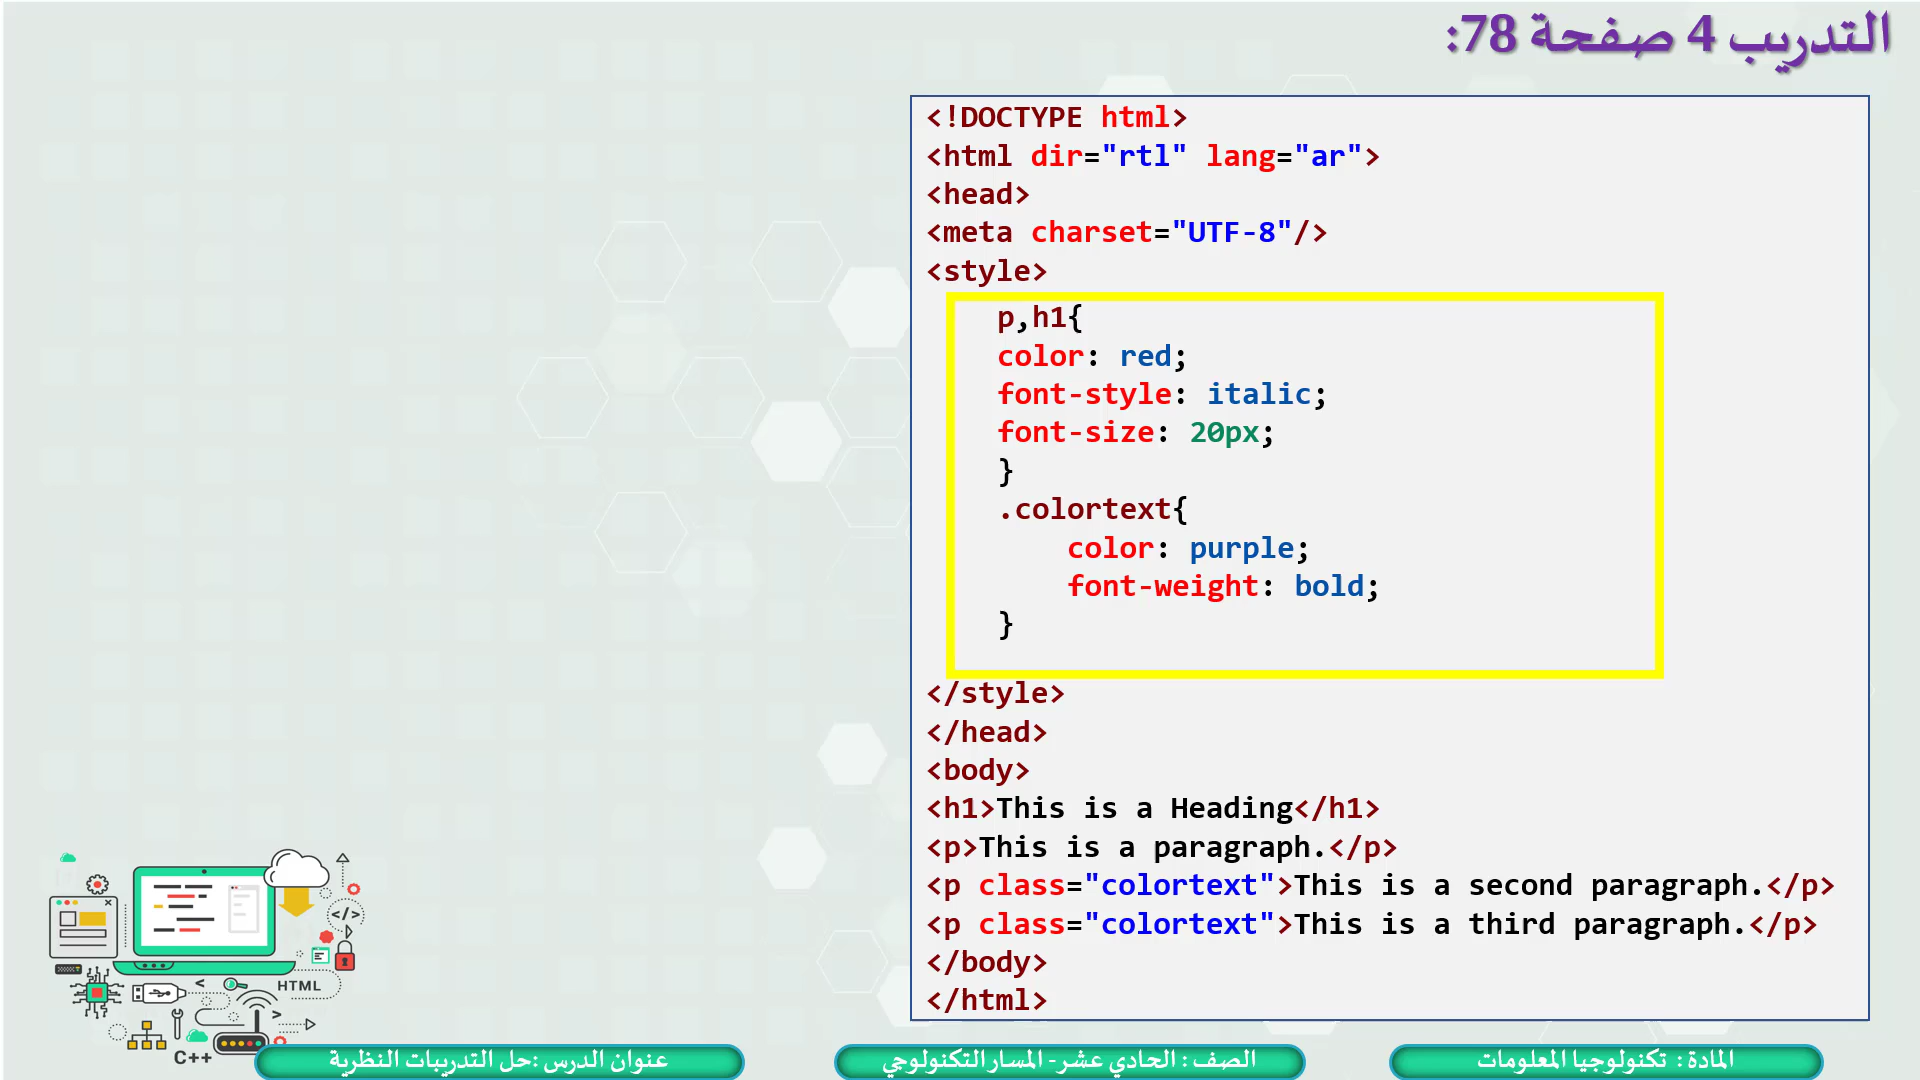 التدريب 4 صفحة 78:
<!DOCTYPE html>
<html dir="rtl" lang="ar">
<head>
<meta charset="UTF-8"/>
<style>
p,h1{
color: red;
font-style: italic;
font-size: 20px;
}
.colortext{
color: purple;
font-weight: bold;
}
</style>
</head>
<body>
<h1>This is a Heading</h1>
<p>This is a paragraph.</p>
<p class="colortext">This is a second paragraph.</p>
<p class="colortext">This is a third paragraph.</p>
</body>
</html>
</>
HTML
C++
المادة : تكنولوجيا المعلومات
الصف : الحادي عشر- المسار التكنولوجي
عنوان الدرس :حل التدريبات النظرية